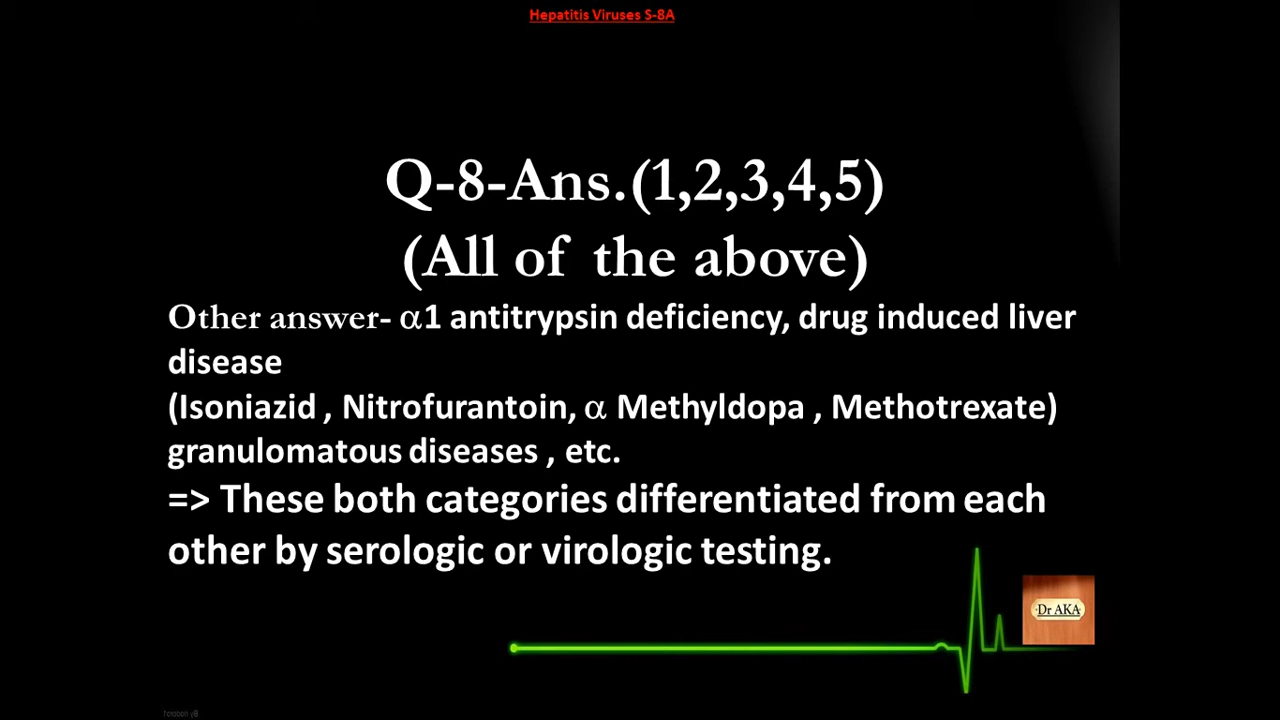 Hepatitis Viruses S-8A
Q-8-Ans.(1,2,3,4,5)
(All of the above)
Other answer- α1 antitrypsin deficiency, drug induced liver
disease
(Isoniazid , Nitrofurantoin, α Methyldopa , Methotrexate)
granulomatous diseases , etc.
=> These both categories differentiated from each
other by serologic or virologic testing.
Dr AKA